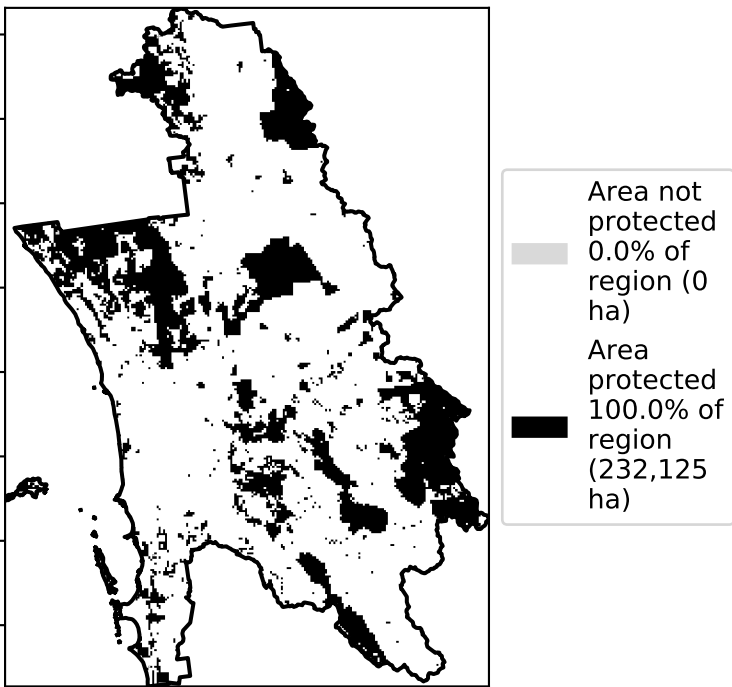 Area not
protected
0.0% of
region (0
ha)
Area
protected
100.0% of
region
(232,125
ha)